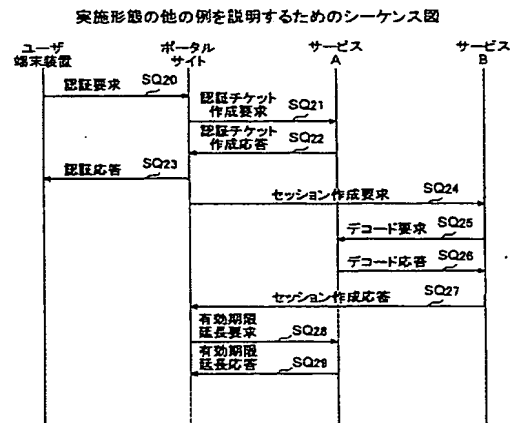 実施形態の他の例を説明するためのシーケンス図
ユーザ
端末装置
ポータル
サイト
サービス
A
サービス
B
認証要求 SQ20
認証チケット
作成要求 SQ21
認証チケット
作成応答 SQ22
認証応答 SQ23
セッション作成要求 SQ24
デコード要求 SQ25
デコード応答 SQ26
セッション作成応答 SQ27
有効期限
延長要求 SQ28
有効期限
延長応答 SQ29